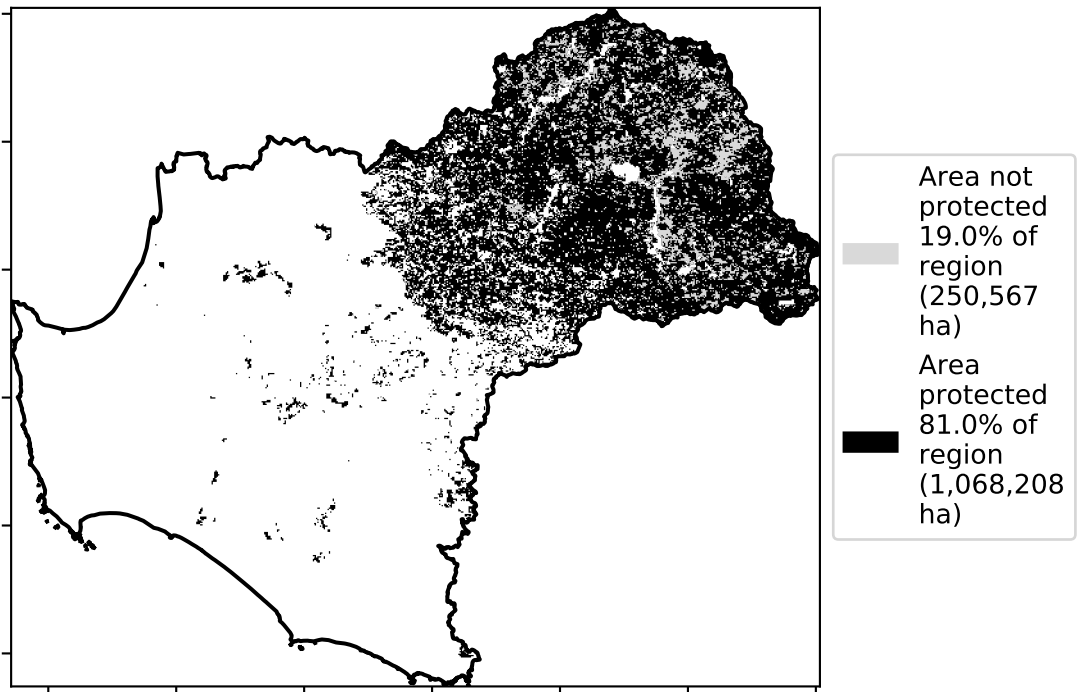 Area not
protected
19.0% of
region
(250,567
ha)
Area
protected
81.0% of
region
(1,068,208
ha)